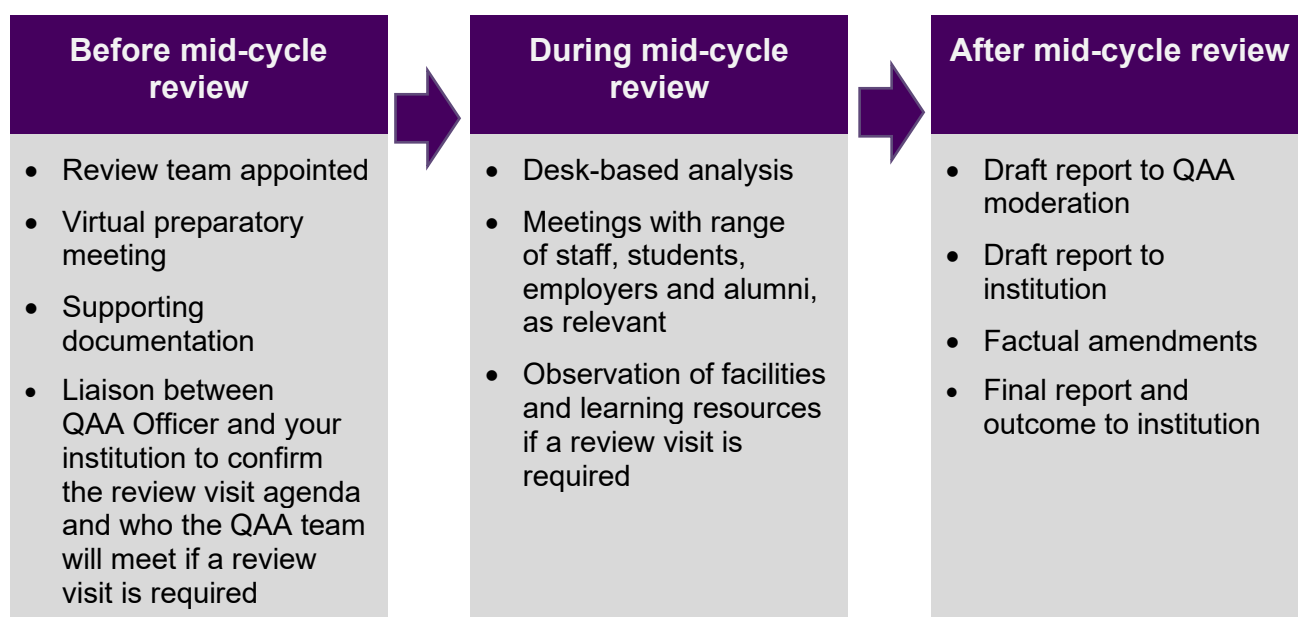 Before mid-cycle
review
• Review team appointed
• Virtual preparatory
meeting
• Supporting
documentation
• Liaison between
QAA Officer and your
institution to confirm
the review visit agenda
and who the QAA team
will meet if a review
visit is required
During mid-cycle
review
• Desk-based analysis
• Meetings with range
of staff, students,
employers and alumni,
as relevant
• Observation of facilities
and learning resources
if a review visit is
required
After mid-cycle review
• Draft report to QAA
moderation
• Draft report to
institution
• Factual amendments
• Final report and
outcome to institution